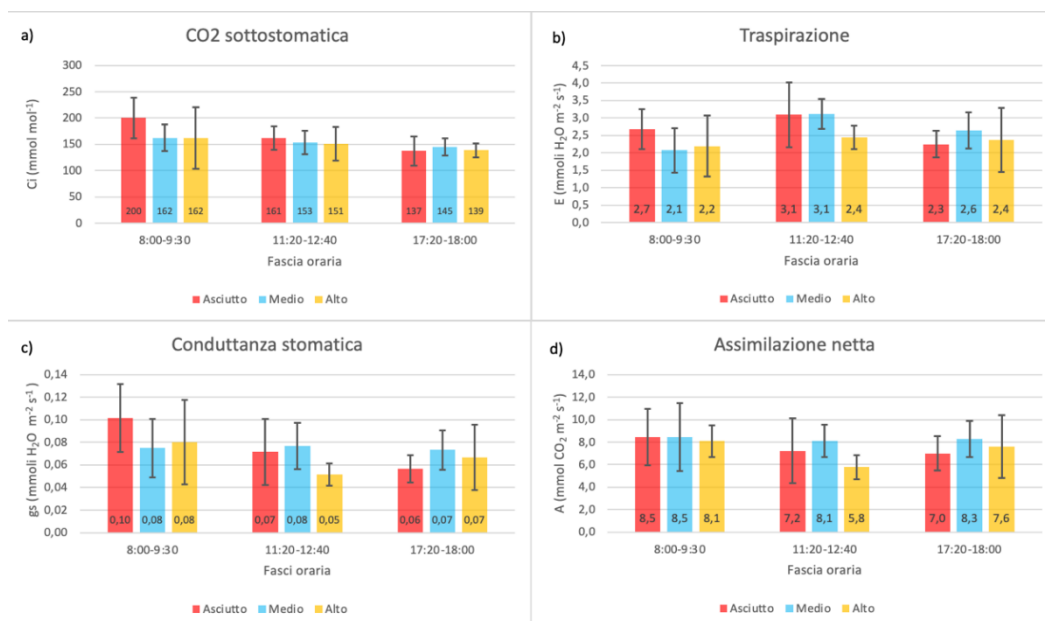 a)
CO2 sottostomatica
Ci (mmol mol-1)
300
250
200
150
100
50
0
200 162 162 161 153 151 137 145 139
8:00-9:30 11:20-12:40 17:20-18:00
Fascia oraria
Asciutto Medio Alto
b)
Traspirazione
E (mmoli H2O m-2 s-1)
4,5
4,0
3,5
3,0
2,5
2,0
1,5
1,0
0,5
0,0
2,7 2,1 2,2 3,1 3,1 2,4 2,3 2,6 2,4
8:00-9:30 11:20-12:40 17:20-18:00
Fascia oraria
Asciutto Medio Alto
c)
Conduttanza stomatica
gs (mmoli H2O m-2 s-1)
0,14
0,12
0,10
0,08
0,06
0,04
0,02
0,00
0,10 0,08 0,08 0,07 0,08 0,05 0,06 0,07 0,07
8:00-9:30 11:20-12:40 17:20-18:00
Fasci oraria
Asciutto Medio Alto
d)
Assimilazione netta
A (mmol CO2 m-2 s-1)
14,0
12,0
10,0
8,0
6,0
4,0
2,0
0,0
8,5 8,5 8,1 7,2 8,1 5,8 7,0 8,3 7,6
8:00-9:30 11:20-12:40 17:20-18:00
Fascia oraria
Asciutto Medio Alto